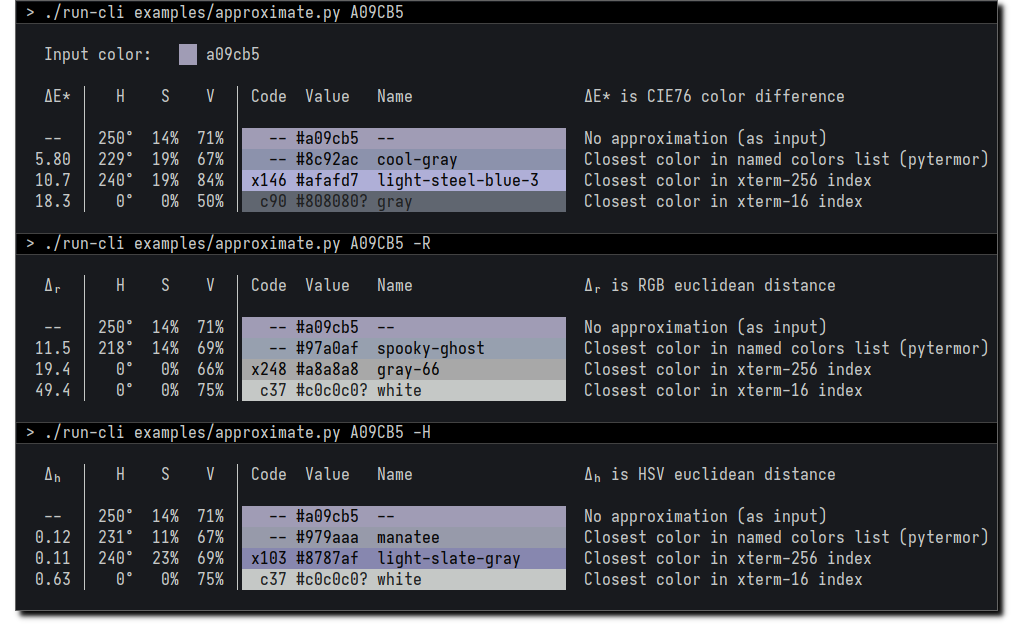 > ./run-cli examples/approximate.py A09CB5
Input color: a09cb5
ΔE* H S V Code Value Name ΔE* is CIE76 color difference
-- 250° 14% 71% -- #a09cb5 -- No approximation (as input)
5.80 229° 19% 67% -- #8c92ac cool-gray Closest color in named colors list (pytermor)
10.7 240° 19% 84% x146 #afafd7 light-steel-blue-3 Closest color in xterm-256 index
18.3 0° 0% 50% c90 #808080? gray Closest color in xterm-16 index
> ./run-cli examples/approximate.py A09CB5 -R
Δᵣ H S V Code Value Name Δᵣ is RGB euclidean distance
-- 250° 14% 71% -- #a09cb5 -- No approximation (as input)
11.5 218° 14% 69% -- #97a0af spooky-ghost Closest color in named colors list (pytermor)
19.4 0° 0% 66% x248 #a8a8a8 gray-66 Closest color in xterm-256 index
49.4 0° 0% 75% c37 #c0c0c0? white Closest color in xterm-16 index
> ./run-cli examples/approximate.py A09CB5 -H
Δₕ H S V Code Value Name Δₕ is HSV euclidean distance
-- 250° 14% 71% -- #a09cb5 -- No approximation (as input)
0.12 231° 11% 67% -- #979aaa manatee Closest color in named colors list (pytermor)
0.11 240° 23% 69% x103 #8787af light-slate-gray Closest color in xterm-256 index
0.63 0° 0% 75% c37 #c0c0c0? white Closest color in xterm-16 index